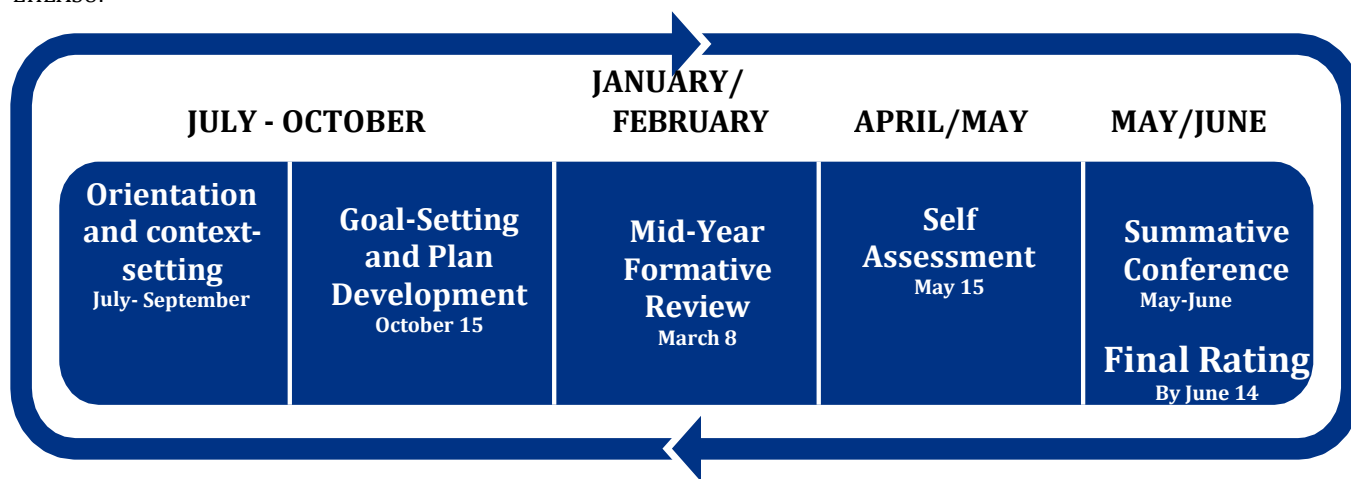 JULY - OCTOBER
JANUARY/
FEBRUARY
APRIL/MAY
MAY/JUNE
Orientation
and context-
setting
July- September
Goal-Setting
and Plan
Development
October 15
Mid-Year
Formative
Review
March 8
Self
Assessment
May 15
Summative
Conference
May-June
Final Rating
By June 14